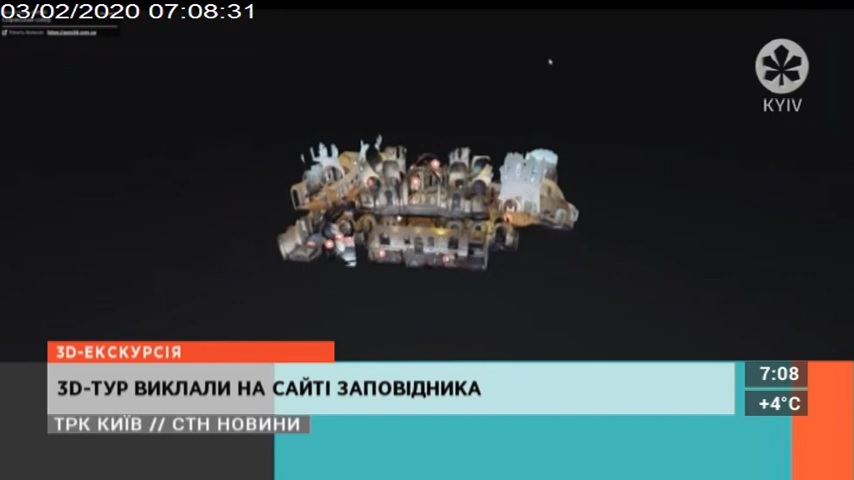 03/02/2020 07:08:31
KYIV
3D-ЕКСКУРСІЯ
3D-ТУР ВИКЛАЛИ НА САЙТІ ЗАПОВІДНИКА
7:08
+4°C
ТРК КИЇВ // СТН НОВИНИ